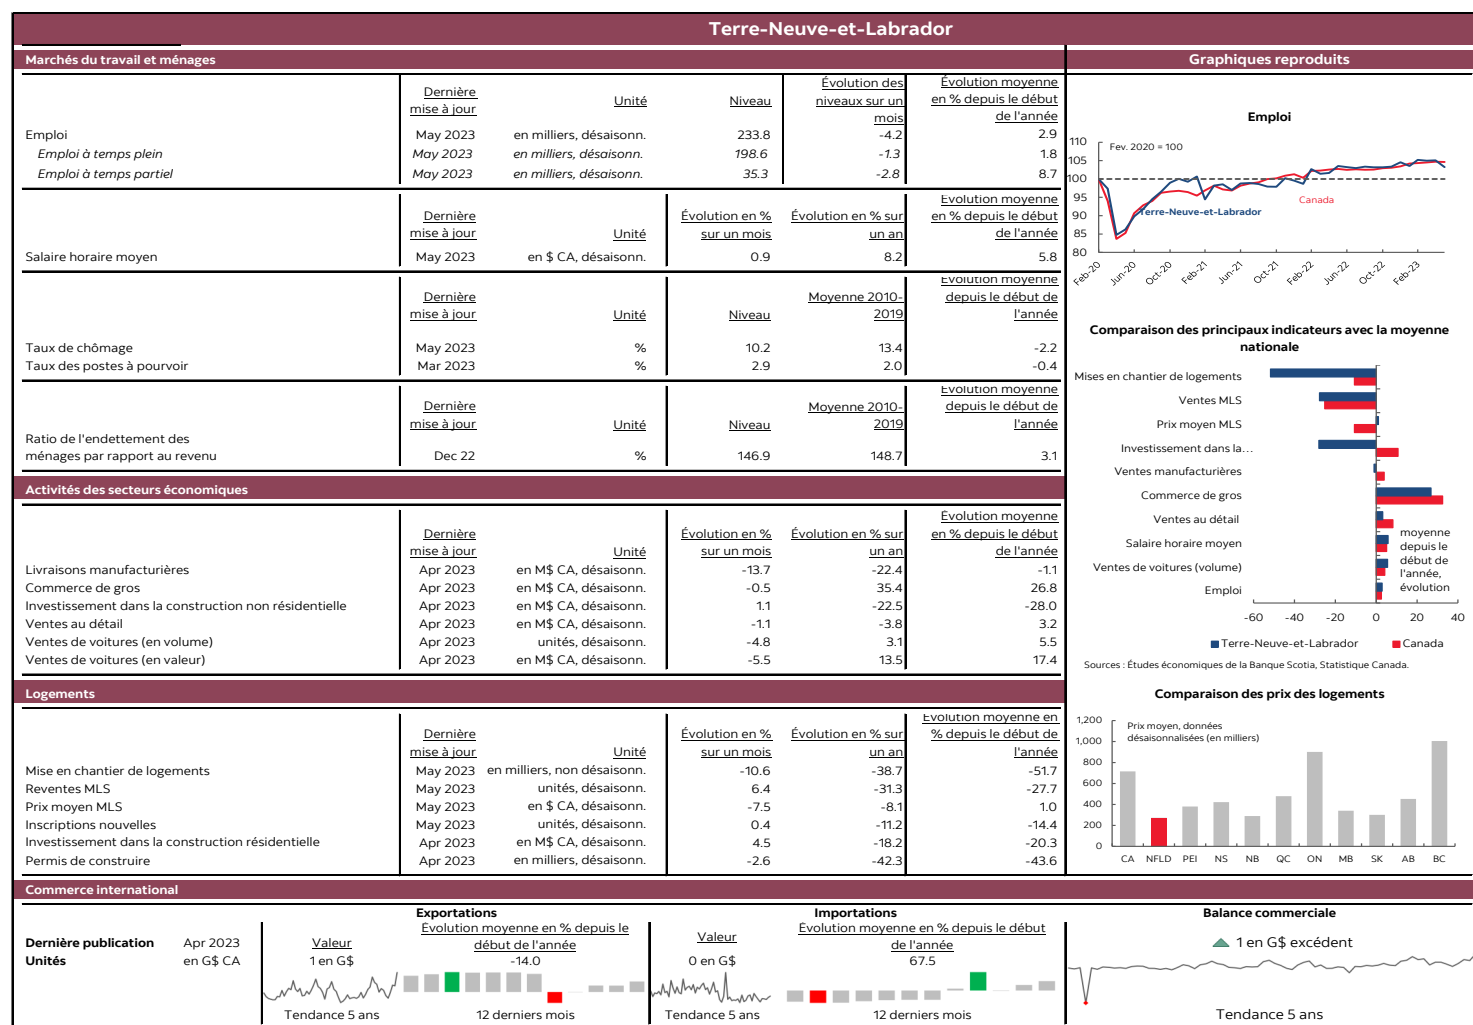 Terre-Neuve-et-Labrador
Marchés du travail et ménages
Dernière mise à jour
Unité
Niveau
Évolution des niveaux sur un mois
Évolution moyenne en % depuis le début de l'année
Emploi May 2023 en milliers, désaisonn. 233.8 -4.2 2.9
Emploi à temps plein May 2023 en milliers, désaisonn. 198.6 -1.3 1.8
Emploi à temps partiel May 2023 en milliers, désaisonn. 35.3 -2.8 8.7
Dernière mise à jour
Unité
Évolution en % sur un mois
Évolution en % sur un an
Évolution moyenne en % depuis le début de l'année
Salaire horaire moyen May 2023 en $ CA, désaisonn. 0.9 8.2 5.8
Dernière mise à jour
Unité
Niveau
Moyenne 2010-2019
Évolution moyenne depuis le début de l'année
Taux de chômage May 2023 % 10.2 13.4 -2.2
Taux des postes à pourvoir Mar 2023 % 2.9 2.0 -0.4
Dernière mise à jour
Unité
Niveau
Moyenne 2010-2019
Évolution moyenne depuis le début de l'année
Ratio de l'endettement des
ménages par rapport au revenu Dec 22 % 146.9 148.7 3.1
Activités des secteurs économiques
Dernière mise à jour
Unité
Évolution en % sur un mois
Évolution en % sur un an
Évolution moyenne en % depuis le début de l'année
Livraisons manufacturières Apr 2023 en M$ CA, désaisonn. -13.7 -22.4 -1.1
Commerce de gros Apr 2023 en M$ CA, désaisonn. -0.5 35.4 26.8
Investissement dans la construction non résidentielle Apr 2023 en M$ CA, désaisonn. 1.1 -22.5 -28.0
Ventes au détail Apr 2023 en M$ CA, désaisonn. -1.1 -3.8 3.2
Ventes de voitures (en volume) Apr 2023 unités, désaisonn. -4.8 3.1 5.5
Ventes de voitures (en valeur) Apr 2023 en M$ CA, désaisonn. -5.5 13.5 17.4
Logements
Dernière mise à jour
Unité
Évolution en % sur un mois
Évolution en % sur un an
Évolution moyenne en % depuis le début de l'année
Mise en chantier de logements May 2023 en milliers, non désaisonn. -10.6 -38.7 -51.7
Reventes MLS May 2023 unités, désaisonn. 6.4 -31.3 -27.7
Prix moyen MLS May 2023 en $ CA, désaisonn. -7.5 -8.1 1.0
Inscriptions nouvelles May 2023 unités, désaisonn. 0.4 -11.2 -14.4
Investissement dans la construction résidentielle Apr 2023 en M$ CA, désaisonn. 4.5 -18.2 -20.3
Permis de construire Apr 2023 en milliers, désaisonn. -2.6 -42.3 -43.6
Graphiques reproduits
Emploi
Fev. 2020 = 100
110
105
100
95
90
85
80
Terre-Neuve-et-Labrador
Canada
Feb-20 Jun-20 Oct-20 Feb-21 Jun-21 Oct-21 Feb-22 Jun-22 Oct-22 Feb-23
Comparaison des principaux indicateurs avec la moyenne
nationale
Mises en chantier de logements
Ventes MLS
Prix moyen MLS
Investissement dans la…
Ventes manufacturières
Commerce de gros
Ventes au détail
Salaire horaire moyen
Ventes de voitures (volume)
Emploi
moyenne
depuis le
début de
l'année,
évolution
-60 -40 -20 0 20 40
Terre-Neuve-et-Labrador Canada
Sources : Études économiques de la Banque Scotia, Statistique Canada.
Comparaison des prix des logements
Prix moyen, données
désaisonnalisées (en milliers)
1,200
1,000
800
600
400
200
0
CA NFLD PEI NS NB QC ON MB SK AB BC
Commerce international
Dernière publication Apr 2023
Unités en G$ CA
Exportations
Valeur
1 en G$
Évolution moyenne en % depuis le
début de l'année
-14.0
Tendance 5 ans
12 derniers mois
Importations
Valeur
0 en G$
Évolution moyenne en % depuis le début
de l'année
67.5
Tendance 5 ans
12 derniers mois
Balance commerciale
1 en G$ excédent
Tendance 5 ans